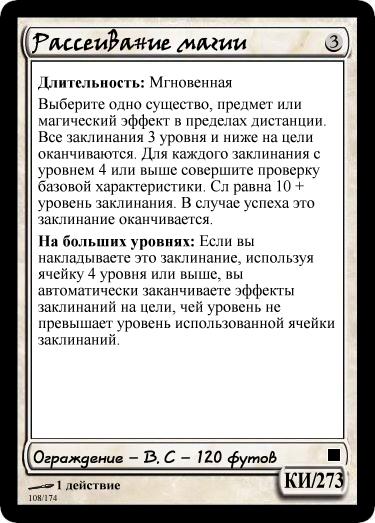 Рассеивание магии 3
Длительность: Мгновенная
Выберите одно существо, предмет или
магический эффект в пределах дистанции.
Все заклинания 3 уровня и ниже на цели
оканчиваются. Для каждого заклинания с
уровнем 4 или выше совершите проверку
базовой характеристики. Сл равна 10 +
уровень заклинания. В случае успеха это
заклинание оканчивается.
На больших уровнях: Если вы
накладываете это заклинание, используя
ячейку 4 уровня или выше, вы
автоматически заканчиваете эффекты
заклинаний на цели, чей уровень не
превышает уровень использованной ячейки
заклинаний.
Ограждение – В, С – 120 футов
КИ/273
1 действие
108/174